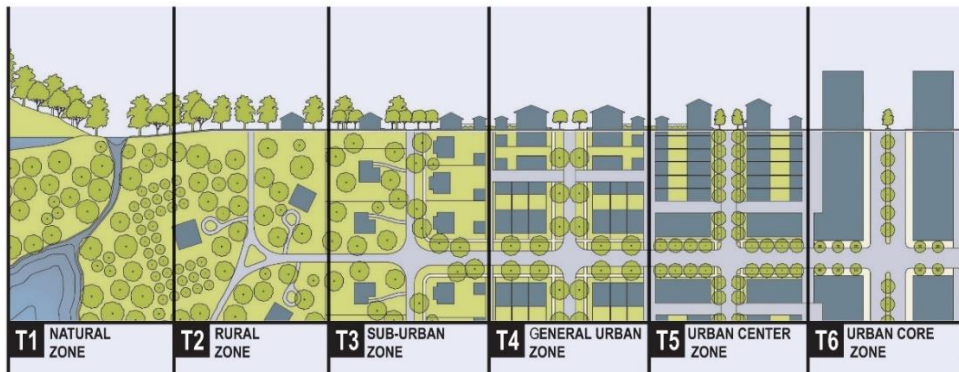 T1 NATURAL
ZONE
T2 RURAL
ZONE
T3 SUB-URBAN
ZONE
T4 GENERAL URBAN
ZONE
T5 URBAN CENTER
ZONE
T6 URBAN CORE
ZONE